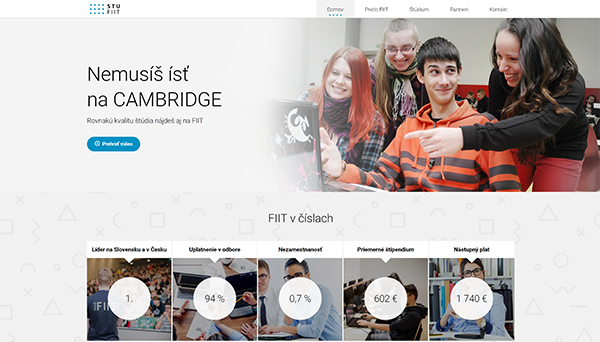 STU
FIIT
Domov
Prečo FIIT
Štúdium
Partneri
Kontakt
Nemusíš ísť
na CAMBRIDGE
Rovnakú kvalitu štúdia nájdeš aj na FIIT
Prehrať video
FIIT v číslach
Líder na Slovensku a v Česku
Uplatnenie v odbore
Nezamestnanosť
Priemerné štipendium
Nástupný plat
FIIT
1.
94 %
0,7 %
602 €
1 740 €